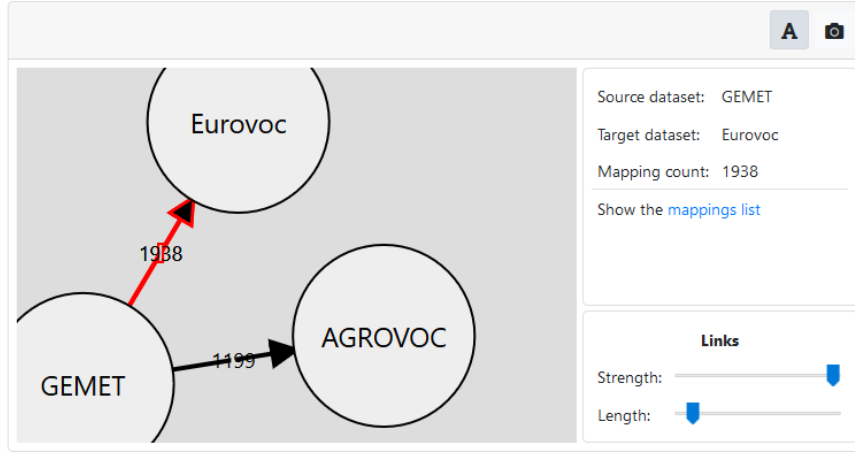 A
Eurovoc
1938
1199
AGROVOC
GEMET
Source dataset: GEMET
Target dataset: Eurovoc
Mapping count: 1938
Show the mappings list
Links
Strength:
Length: